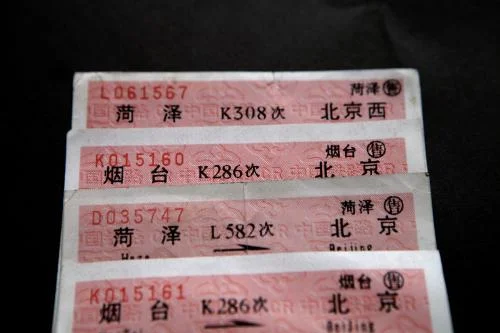 L061567 菏泽 售
菏泽 K308次 北京西
K015160 烟台 售
烟台 K286次 北京
D035747 菏泽 售
菏泽 L582次 北京
Beijing
K015161 烟台 售
烟台 K286次 北京
Beijing